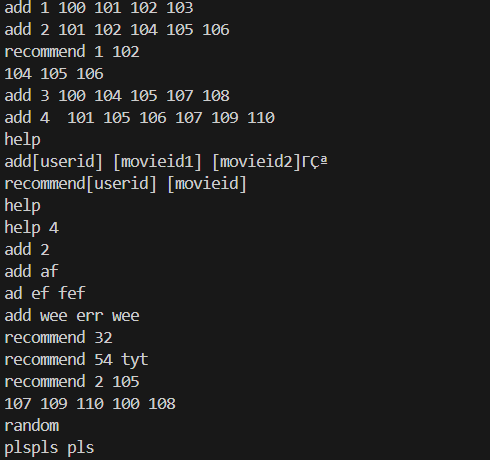 add 1 100 101 102 103
add 2 101 102 104 105 106
recommend 1 102
104 105 106
add 3 100 104 105 107 108
add 4  101 105 106 107 109 110
help
add[userid] [movieid1] [movieid2]ΓÇª
recommend[userid] [movieid]
help
help 4
add 2
add af
ad ef fef
add wee err wee
recommend 32
recommend 54 tyt
recommend 2 105
107 109 110 100 108
random
plspls pls